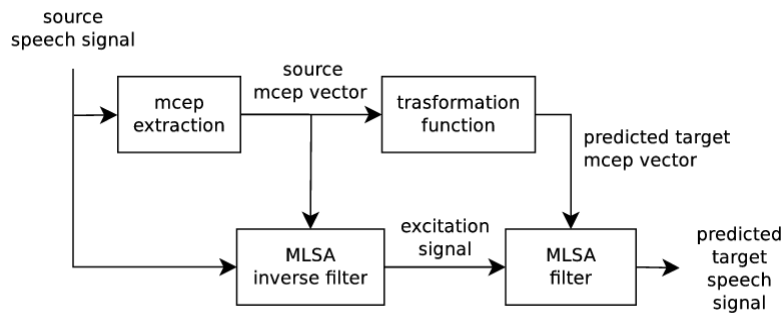 source
speech signal
mcep
extraction
source
mcep vector
trasformation
function
predicted target
mcep vector
MLSA
inverse filter
excitation
signal
MLSA
filter
predicted
target
speech
signal